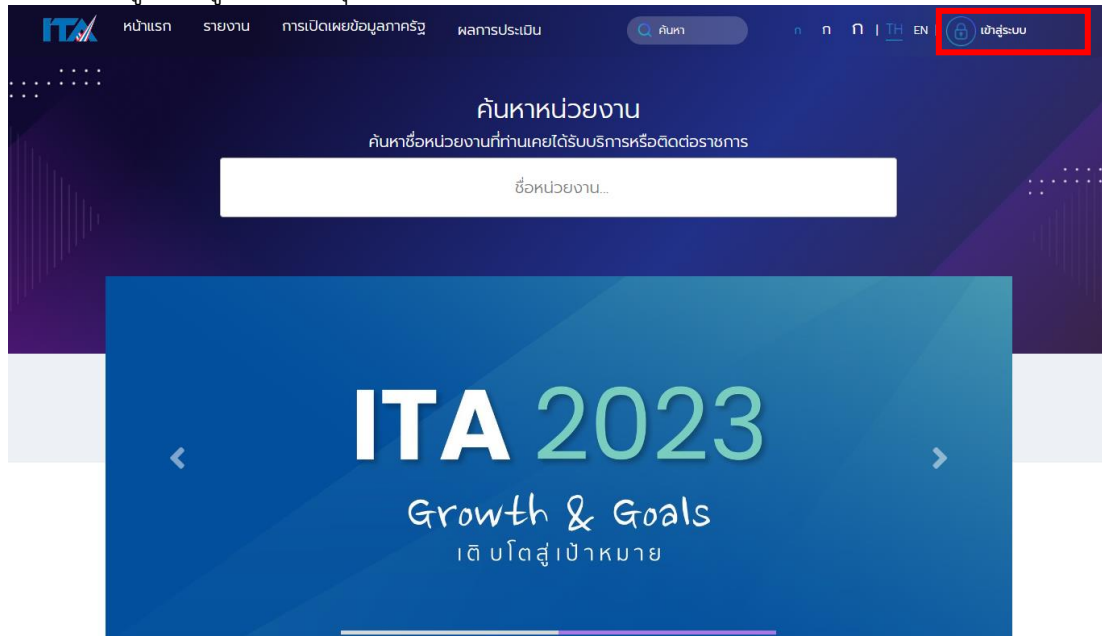 ITA หน้าแรก รายงาน การเปิดเผยข้อมูลภาครัฐ ผลการประเมิน ค้นหา ก ก ก | TH EN | เข้าสู่ระบบ
ค้นหาหน่วยงาน
ค้นหาชื่อหน่วยงานที่ท่านเคยได้รับบริการหรือติดต่อราชการ
ชื่อหน่วยงาน...
ITA 2023
Growth & Goals
เติบโตสู่เป้าหมาย